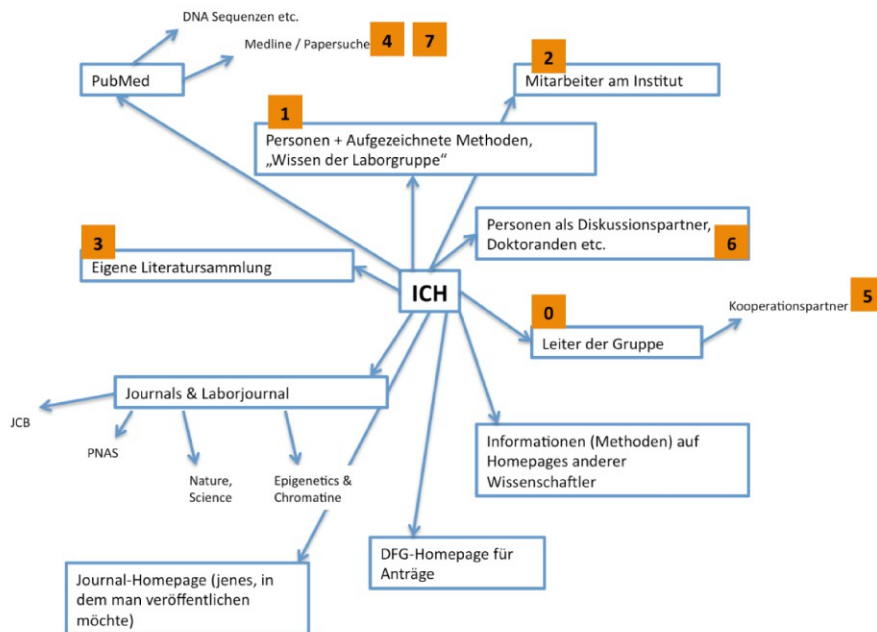 DNA Sequenzen etc.
Medline / Papersuche 4 7
PubMed
2
Mitarbeiter am Institut
1
Personen + Aufgezeichnete Methoden,
„Wissen der Laborgruppe“
3
Eigene Literatursammlung
Personen als Diskussionspartner,
Doktoranden etc. 6
ICH
0
Leiter der Gruppe
Kooperationspartner 5
Journals & Laborjournal
JCB
PNAS
Nature,
Science
Epigenetics &
Chromatine
Informationen (Methoden) auf
Homepages anderer
Wissenschaftler
DFG-Homepage für
Anträge
Journal-Homepage (jenes, in
dem man veröffentlichen
möchte)